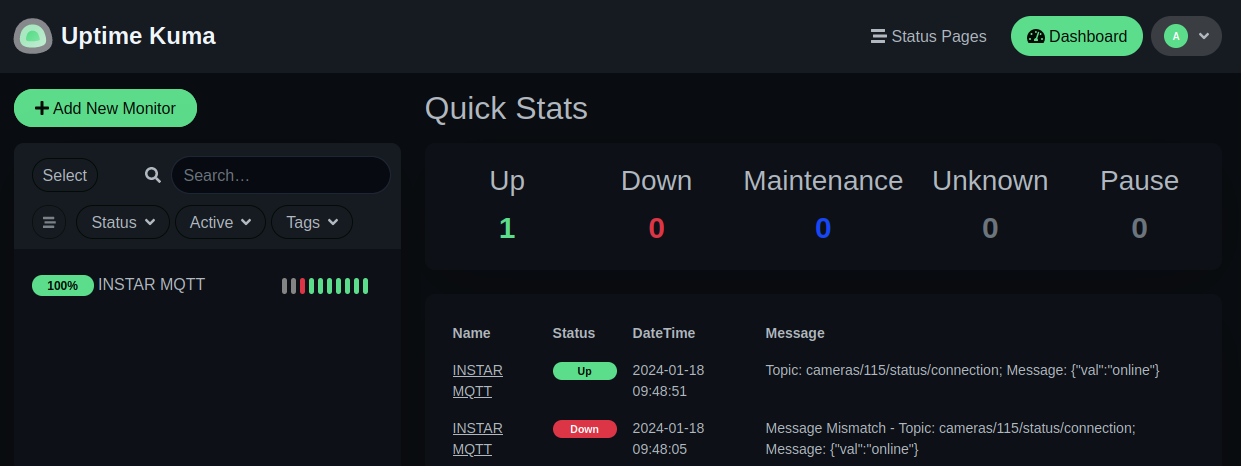 Uptime Kuma
Status Pages
Dashboard
A
Add New Monitor
Quick Stats
Select
Search…
Status
Active
Tags
Up Down Maintenance Unknown Pause
1 0 0 0 0
100% INSTAR MQTT
Name Status DateTime Message
INSTAR Up 2024-01-18 Topic: cameras/115/status/connection; Message: {"val":"online"}
MQTT 09:48:51
INSTAR Down 2024-01-18 Message Mismatch - Topic: cameras/115/status/connection;
MQTT 09:48:05 Message: {"val":"online"}